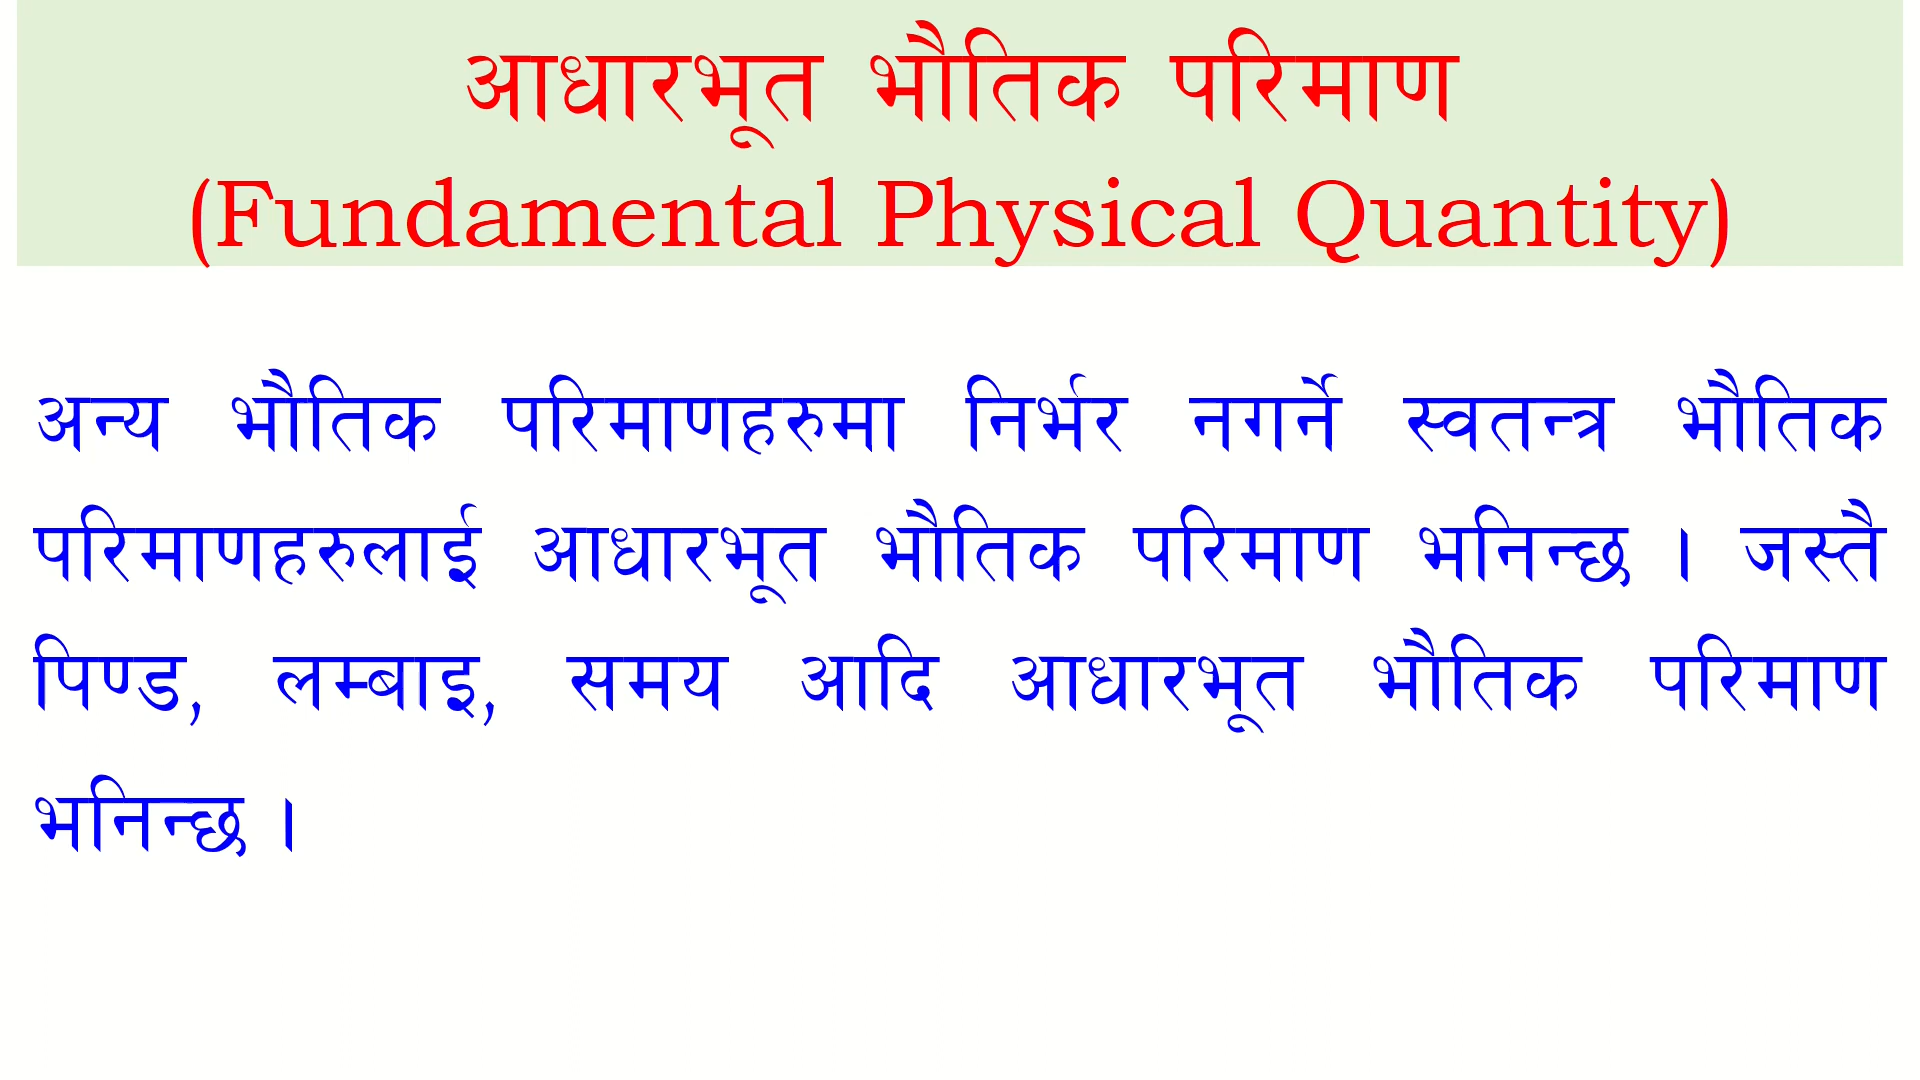 आधारभूत भौतिक परिमाण
(Fundamental Physical Quantity)
अन्य भौतिक परिमाणहरुमा निर्भर नगर्ने स्वतन्त्र भौतिक
परिमाणहरुलाई आधारभूत भौतिक परिमाण भनिन्छ । जस्तै
पिण्ड, लम्बाइ, समय आदि आधारभूत भौतिक परिमाण
भनिन्छ ।